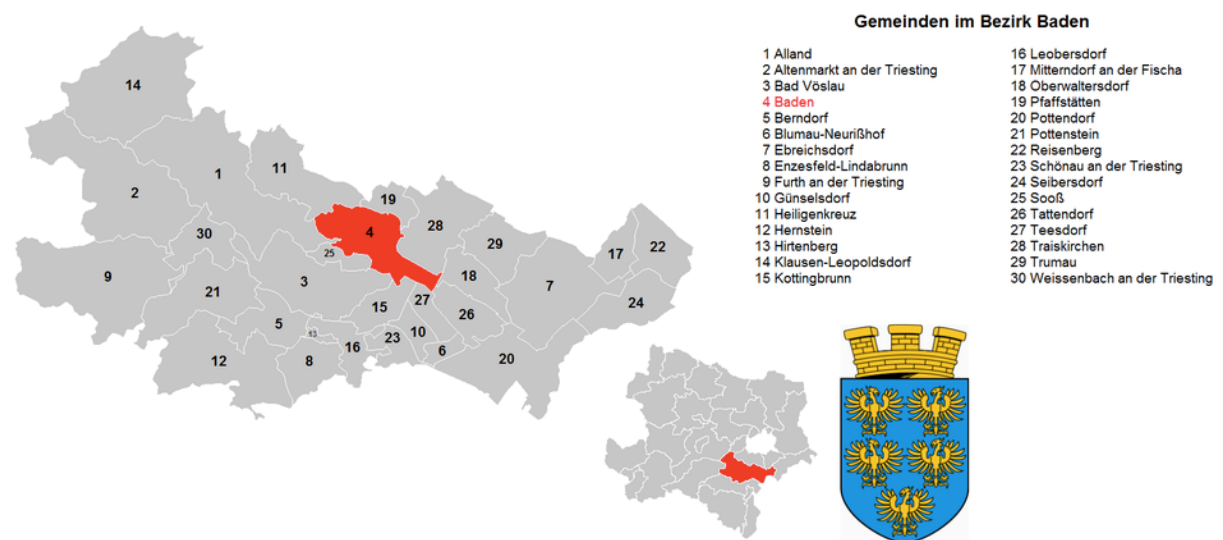 Gemeinden im Bezirk Baden
1 Alland
2 Altenmarkt an der Triesting
3 Bad Vöslau
4 Baden
5 Berndorf
6 Blumau-Neurißhof
7 Ebreichsdorf
8 Enzesfeld-Lindabrunn
9 Furth an der Triesting
10 Günselsdorf
11 Heiligenkreuz
12 Hernstein
13 Hirtenberg
14 Klausen-Leopoldsdorf
15 Kottingbrunn
16 Leobersdorf
17 Mitterndorf an der Fischa
18 Oberwaltersdorf
19 Pfaffstätten
20 Pottendorf
21 Pottenstein
22 Reisenberg
23 Schönau an der Triesting
24 Seibersdorf
25 Sooß
26 Tattendorf
27 Teesdorf
28 Traiskirchen
29 Trumau
30 Weissenbach an der Triesting
14
11
1
2
19
28
4
30
29
17
22
25
9
3
18
7
21
27
24
15
26
5
13
10
23
16
6
12
8
20